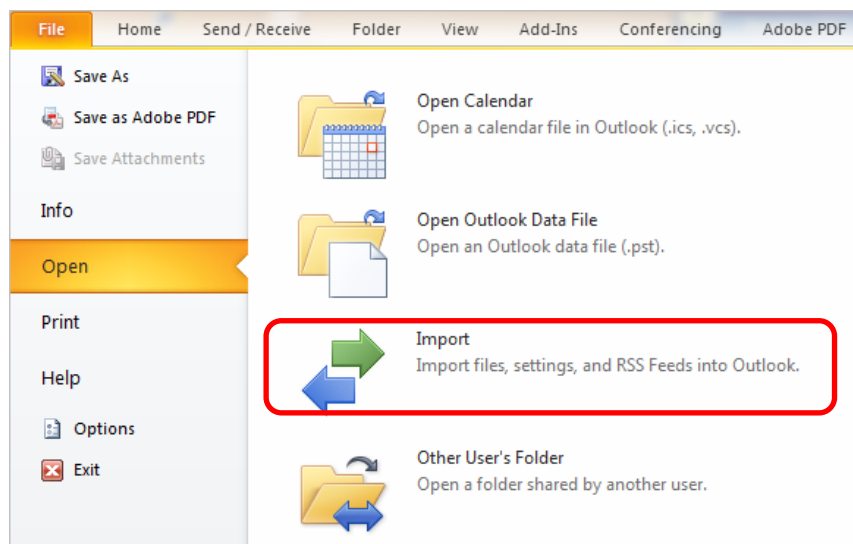 File Home Send / Receive Folder View Add-Ins Conferencing Adobe PDF
Save As
Save as Adobe PDF
Save Attachments
Info
Open
Print
Help
Options
Exit
Open Calendar
Open a calendar file in Outlook (.ics, .vcs).
Open Outlook Data File
Open an Outlook data file (.pst).
Import
Import files, settings, and RSS Feeds into Outlook.
Other User's Folder
Open a folder shared by another user.